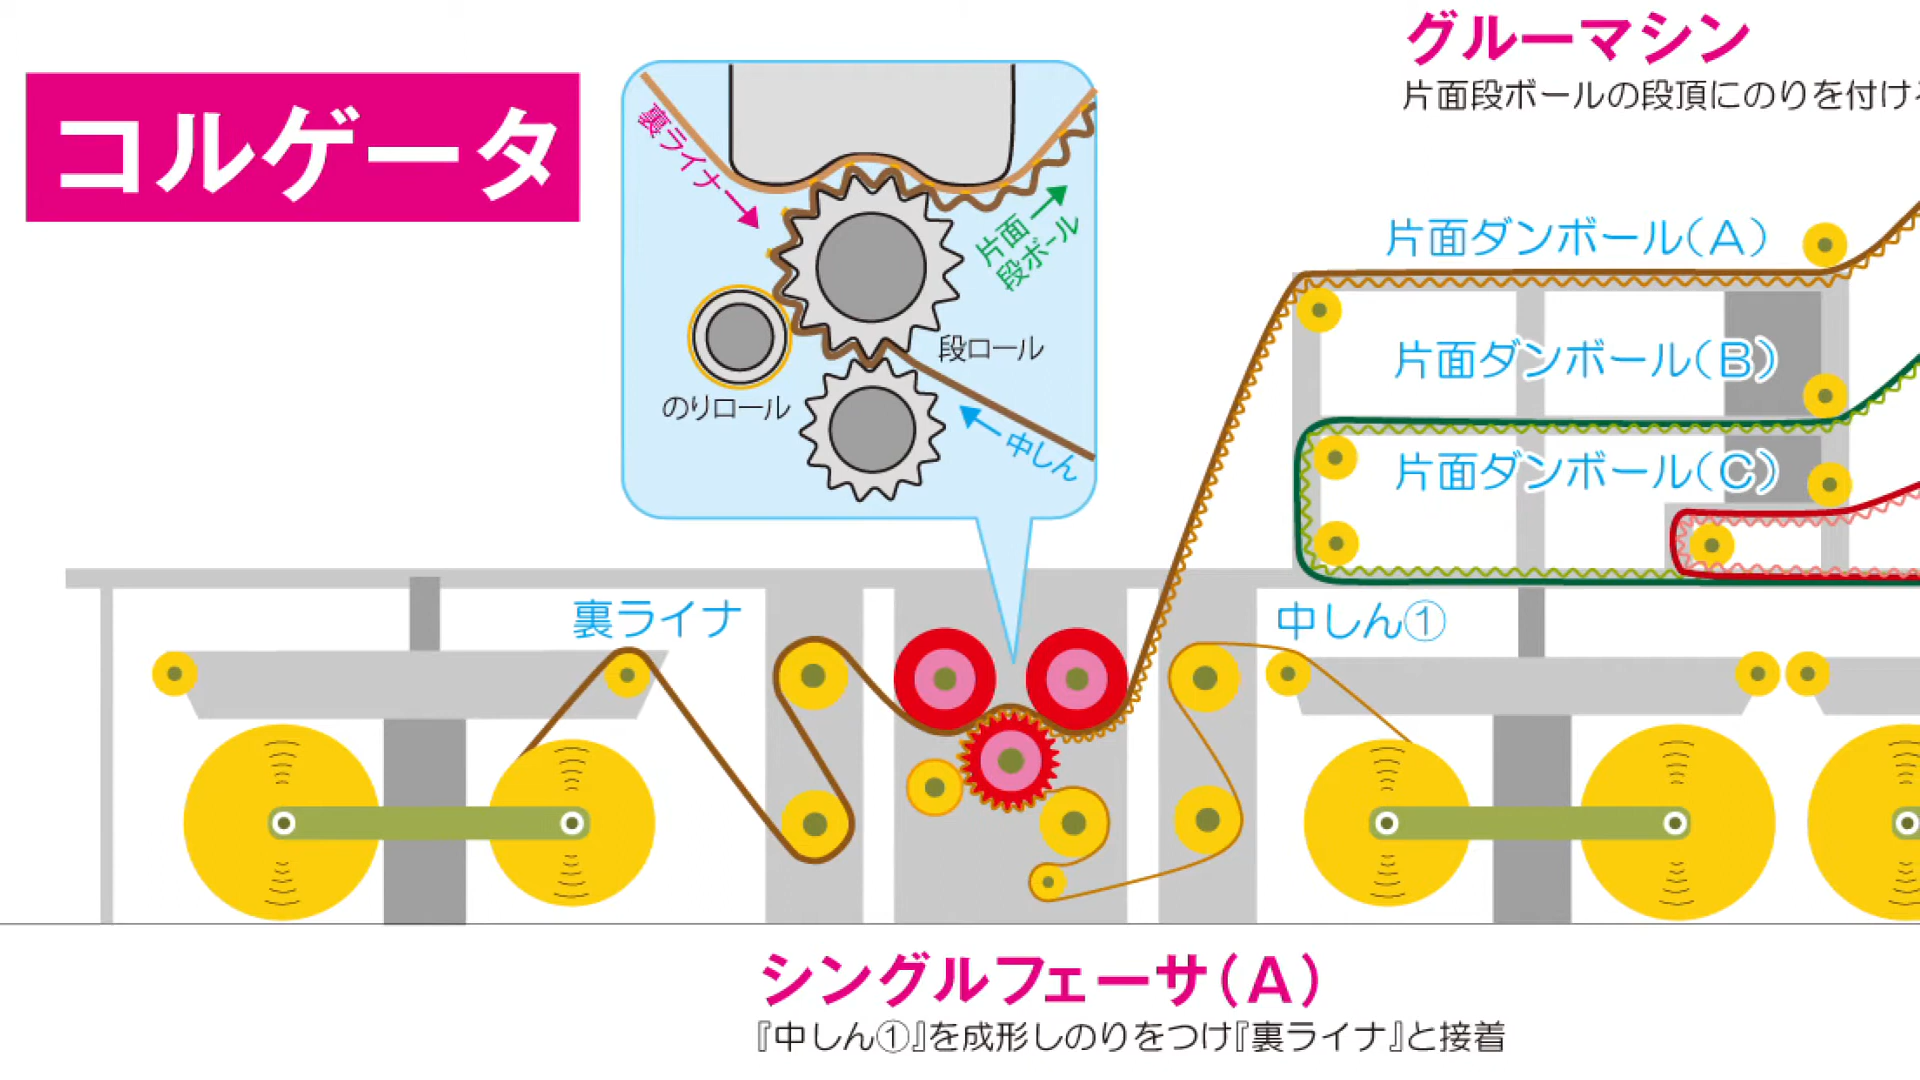 コルゲータ
裏ライナ
片面
段ボール
段ロール
のりロール
中しん
グルーマシン
片面段ボールの段頂にのりを付け
片面ダンボール(A)
片面ダンボール(B)
片面ダンボール(C)
裏ライナ
中しん①
シングルフェーサ(A)
『中しん①』を成形しのりをつけ『裏ライナ』と接着